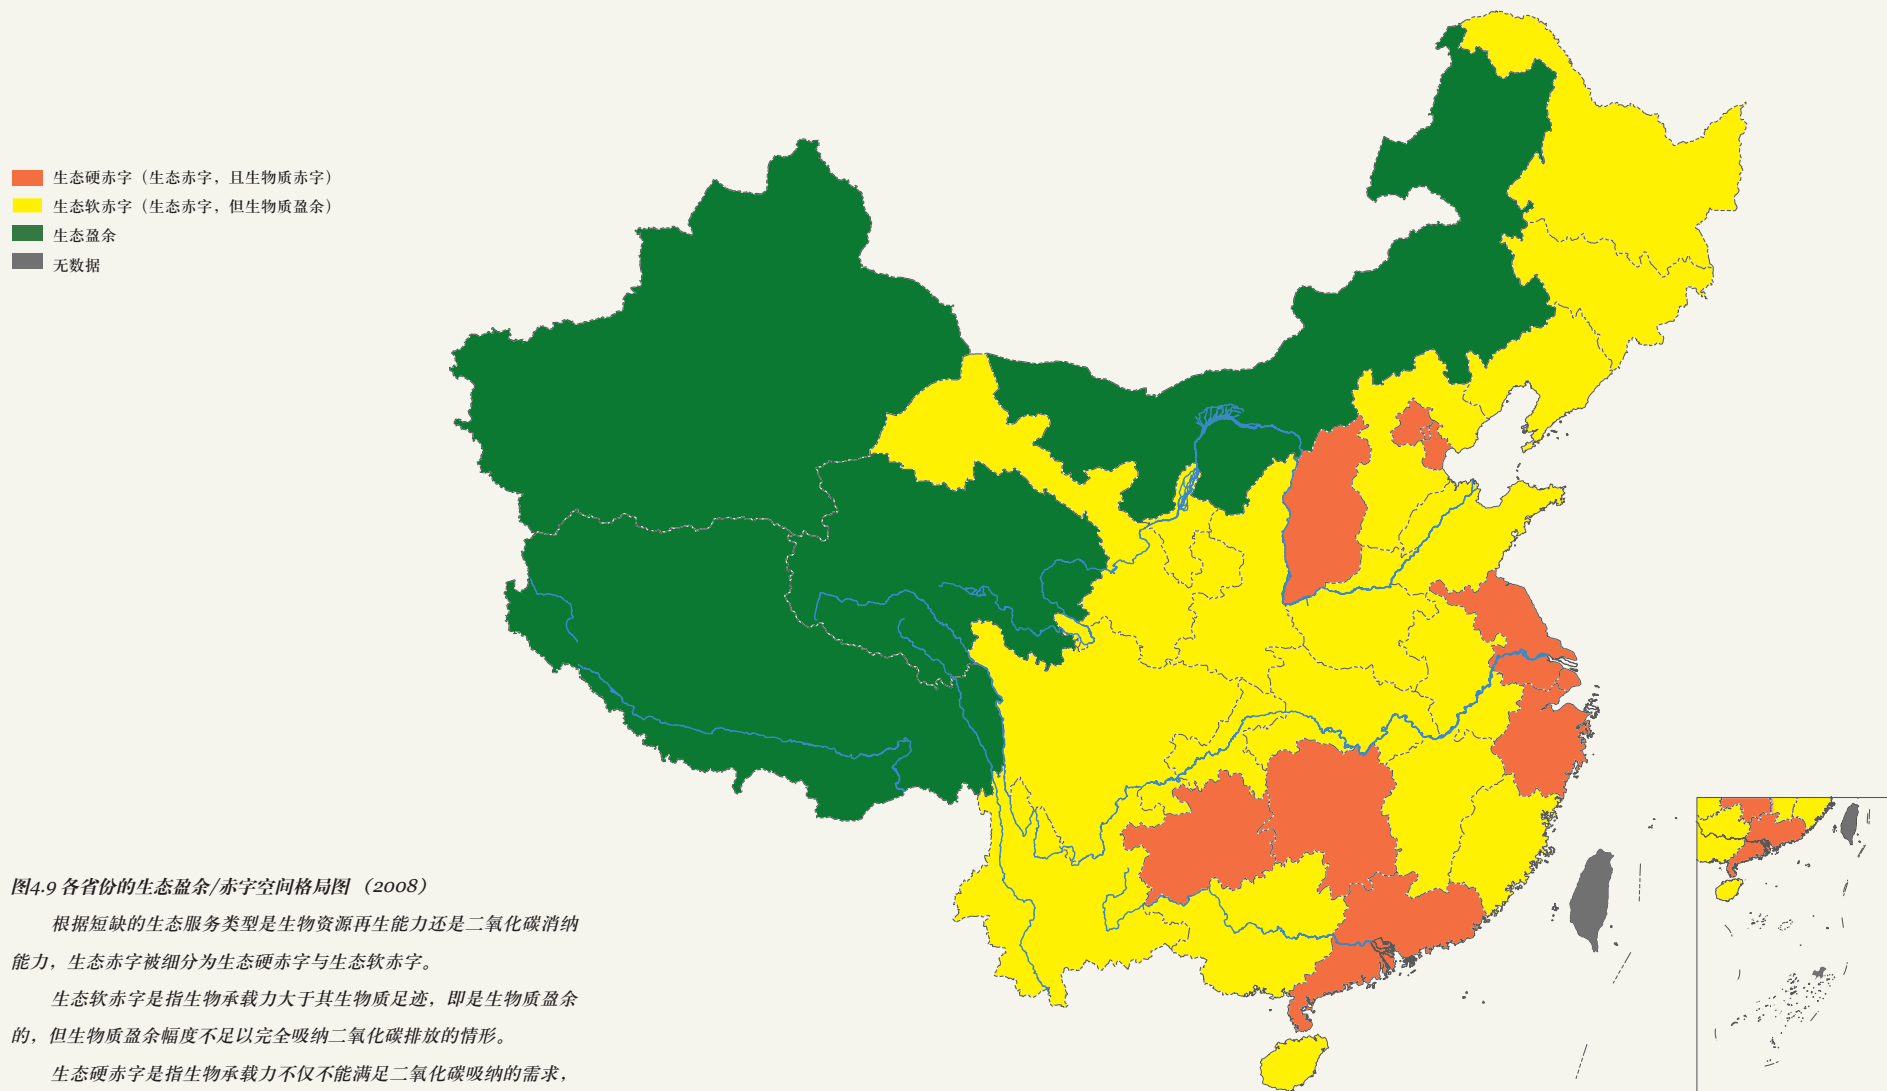 生态硬赤字（生态赤字，且生物质赤字）
生态软赤字（生态赤字，但生物质盈余）
生态盈余
无数据
图4.9 各省份的生态盈余/赤字空间格局图 （2008）
根据短缺的生态服务类型是生物资源再生能力还是二氧化碳消纳
能力，生态赤字被细分为生态硬赤字与生态软赤字。
生态软赤字是指生物承载力大于其生物质足迹，即是生物质盈余
的，但生物质盈余幅度不足以完全吸纳二氧化碳排放的情形。
生态硬赤字是指生物承载力不仅不能满足二氧化碳吸纳的需求，